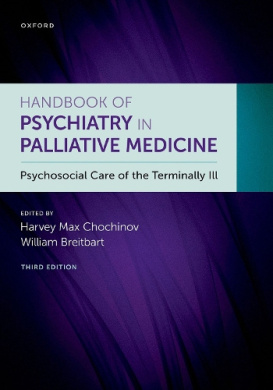 OXFORD
HANDBOOK OF
PSYCHIATRY IN
PALLIATIVE MEDICINE
Psychosocial Care of the Terminally Ill
EDITED BY
Harvey Max Chochinov
William Breitbart
THIRD EDITION